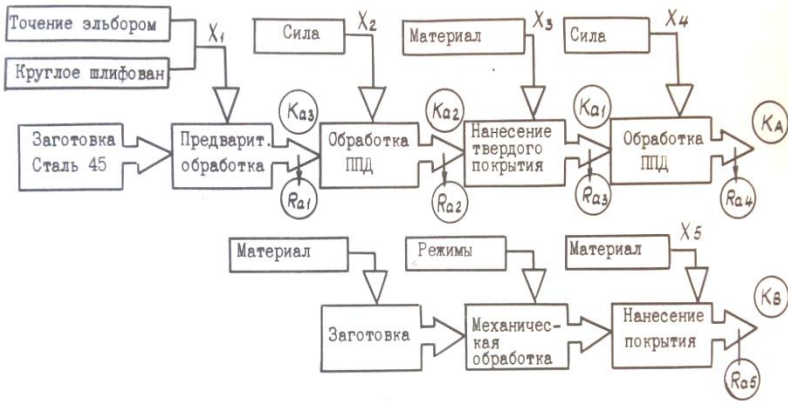 Точение эльбором
Круглое шлифован
X1
Сила
X2
Материал
X3
Сила
X4
Заготовка
Сталь 45
Предварит.
обработка
Ka3
Ra1
Обработка
ППД
Ka2
Ra2
Нанесение
твердого
покрытия
Ka1
Ra3
Обработка
ППД
KA
Ra4
Материал
Режимы
Материал
X5
Заготовка
Механичес-
кая
обработка
Нанесение
покрытия
KB
Ra5